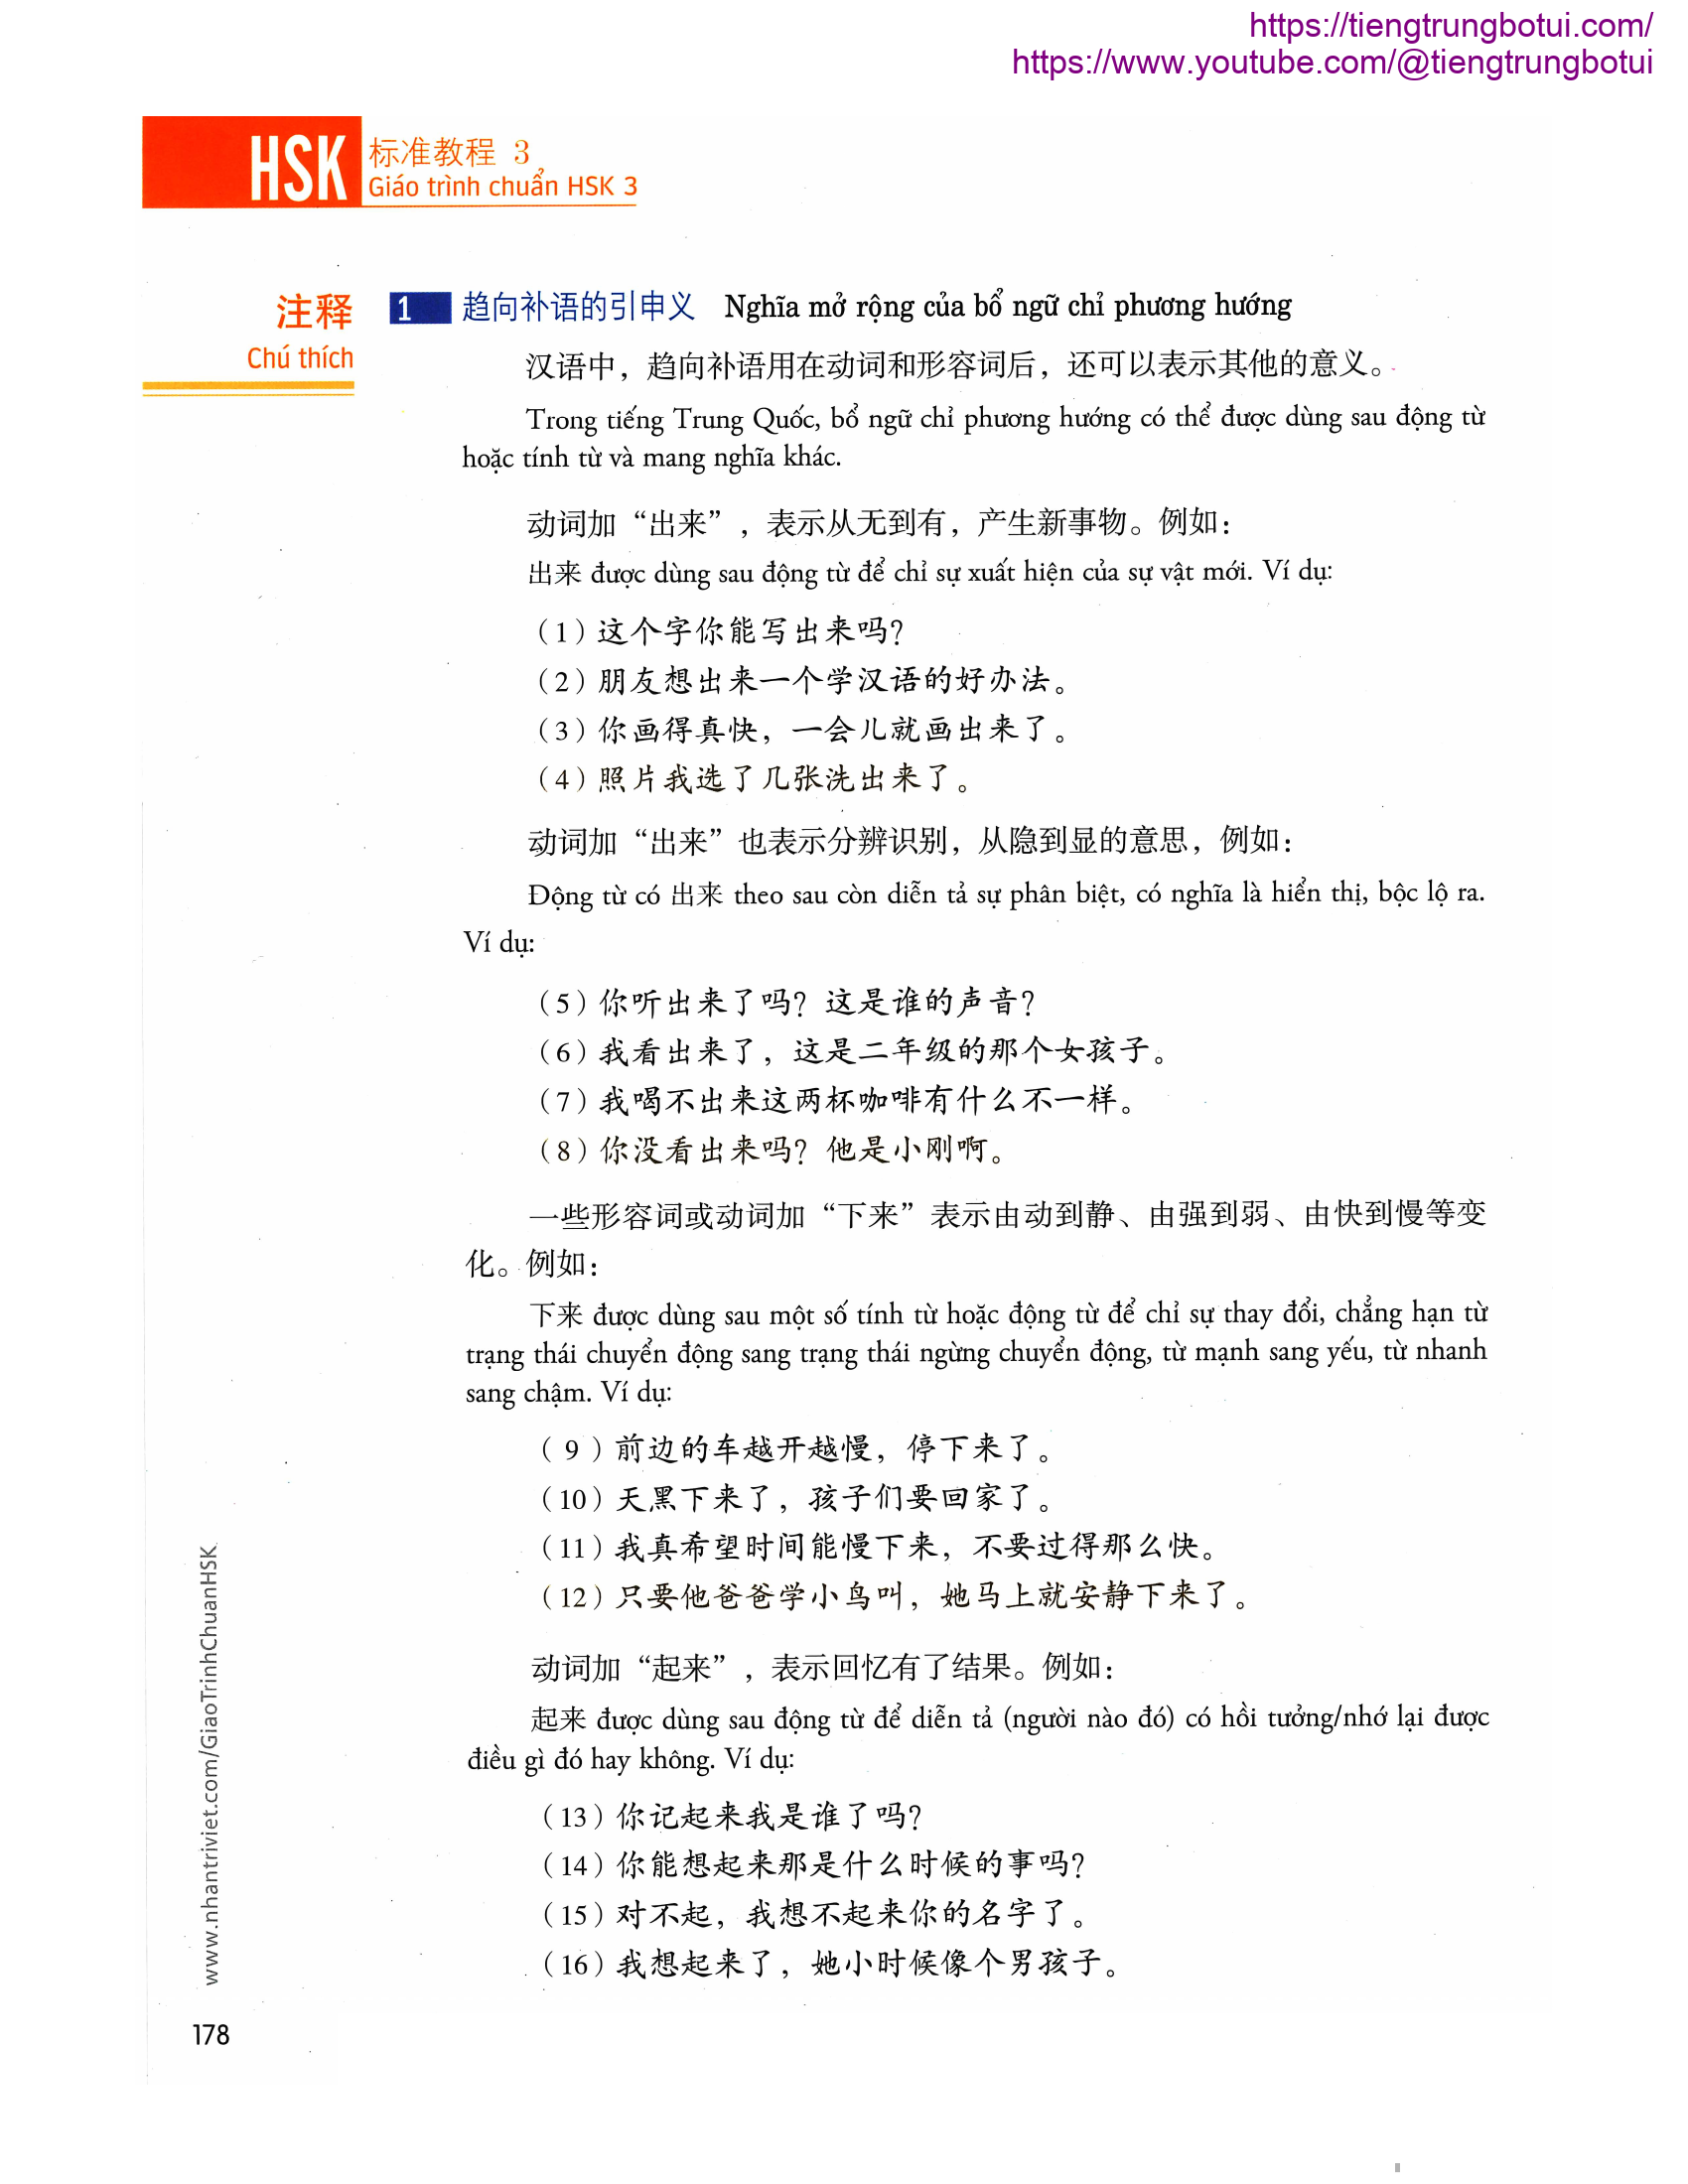 https://tiengtrungbotui.com/
https://www.youtube.com/@tiengtrungbotui
HSK 标准教程 3
Giáo trình chuẩn HSK 3
注释
Chú thích
1 趋向补语的引申义 Nghĩa mở rộng của bổ ngữ chỉ phương hướng
汉语中，趋向补语用在动词和形容词后，还可以表示其他的意义。
Trong tiếng Trung Quốc, bổ ngữ chỉ phương hướng có thể được dùng sau động từ
hoặc tính từ và mang nghĩa khác.
动词加“出来”，表示从无到有，产生新事物。例如：
出来 được dùng sau động từ để chỉ sự xuất hiện của sự vật mới. Ví dụ:
（1）这个字你能写出来吗？
（2）朋友想出来一个学汉语的好办法。
（3）你画得真快，一会儿就画出来了。
（4）照片我选了几张洗出来了。
动词加“出来”也表示分辨识别，从隐到显的意思，例如：
Động từ có 出来 theo sau còn diễn tả sự phân biệt, có nghĩa là hiển thị, bộc lộ ra.
Ví dụ:
（5）你听出来了吗？这是谁的声音？
（6）我看出来了，这是二年级的那个女孩子。
（7）我喝不出来这两杯咖啡有什么不一样。
（8）你没看出来吗？他是小刚啊。
一些形容词或动词加“下来”表示由动到静、由强到弱、由快到慢等变
化。例如：
下来 được dùng sau một số tính từ hoặc động từ để chỉ sự thay đổi, chẳng hạn từ
trạng thái chuyển động sang trạng thái ngừng chuyển động, từ mạnh sang yếu, từ nhanh
sang chậm. Ví dụ:
（9）前边的车越开越慢，停下来了。
（10）天黑下来了，孩子们要回家了。
（11）我真希望时间能慢下来，不要过得那么快。
（12）只要他爸爸学小鸟叫，她马上就安静下来了。
动词加“起来”，表示回忆有了结果。例如：
起来 được dùng sau động từ để diễn tả (người nào đó) có hồi tưởng/nhớ lại được
điều gì đó hay không. Ví dụ:
（13）你记起来我是谁了吗？
（14）你能想起来那是什么时候的事吗？
（15）对不起，我想不起来你的名字了。
（16）我想起来了，她小时候像个男孩子。
www.nhantriviet.com/GiaoTrinhChuanHSK
178